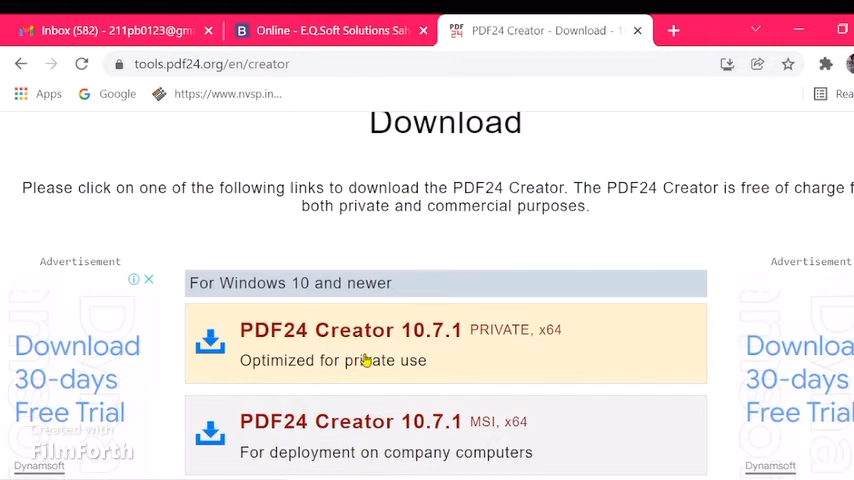 Inbox (582) - 211pb0123@gm
Online - E.Q.Soft Solutions Sah
PDF24 Creator - Download -
tools.pdf24.org/en/creator
Apps
Google
https://www.nvsp.in...
Rea
Download
Please click on one of the following links to download the PDF24 Creator. The PDF24 Creator is free of charge f
both private and commercial purposes.
Advertisement
Advertisement
For Windows 10 and newer
PDF24 Creator 10.7.1 PRIVATE, x64
Optimized for private use
PDF24 Creator 10.7.1 MSI, x64
For deployment on company computers
Download
30-days
Free Trial
Dynamsoft
Download
30-days
Free Trial
Dynamsoft
Created with
FilmForth